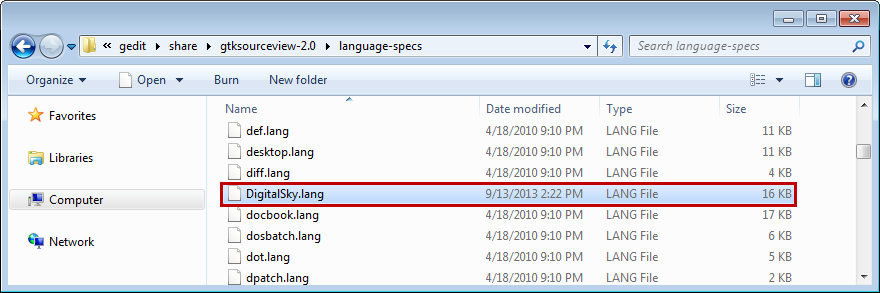 « gedit ▸ share ▸ gtksourceview-2.0 ▸ language-specs Search language-specs
Organize Open Burn New folder
Name Date modified Type Size
Favorites
Libraries
Computer
Network
def.lang 4/18/2010 9:10 PM LANG File 11 KB
desktop.lang 4/18/2010 9:10 PM LANG File 11 KB
diff.lang 4/18/2010 9:10 PM LANG File 4 KB
DigitalSky.lang 9/13/2013 2:22 PM LANG File 16 KB
docbook.lang 4/18/2010 9:10 PM LANG File 17 KB
dosbatch.lang 4/18/2010 9:10 PM LANG File 6 KB
dot.lang 4/18/2010 9:10 PM LANG File 5 KB
dpatch.lang 4/18/2010 9:10 PM LANG File 2 KB